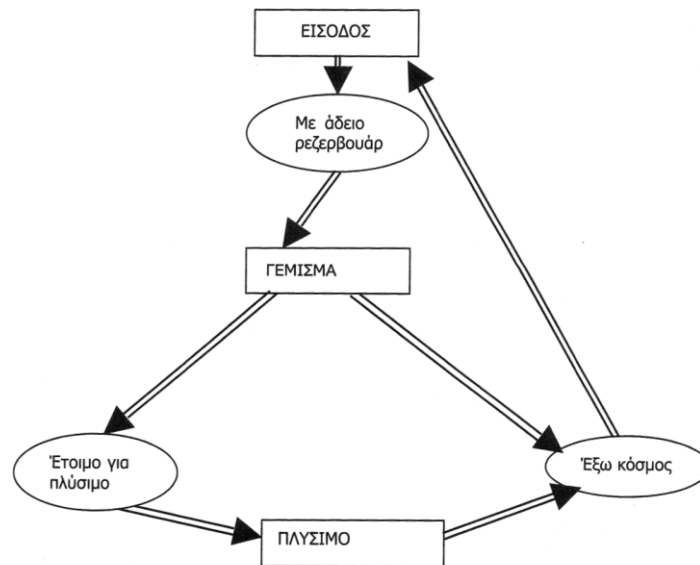 ΕΙΣΟΔΟΣ
Με άδειο
ρεζερβουάρ
ΓΕΜΙΣΜΑ
Έτοιμο για
πλύσιμο
Έξω κόσμος
ΠΛΥΣΙΜΟ